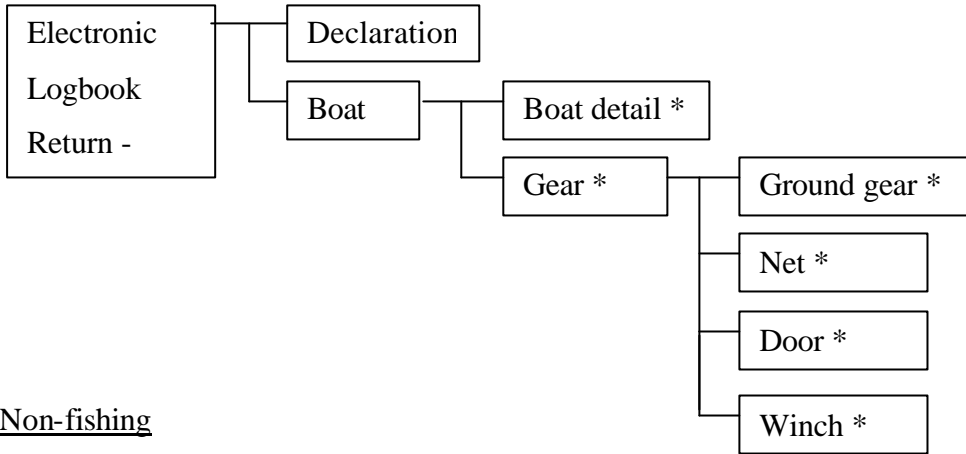 Electronic
Logbook
Return -
Declaration
Boat
Boat detail *
Gear *
Ground gear *
Net *
Door *
Winch *
Non-fishing